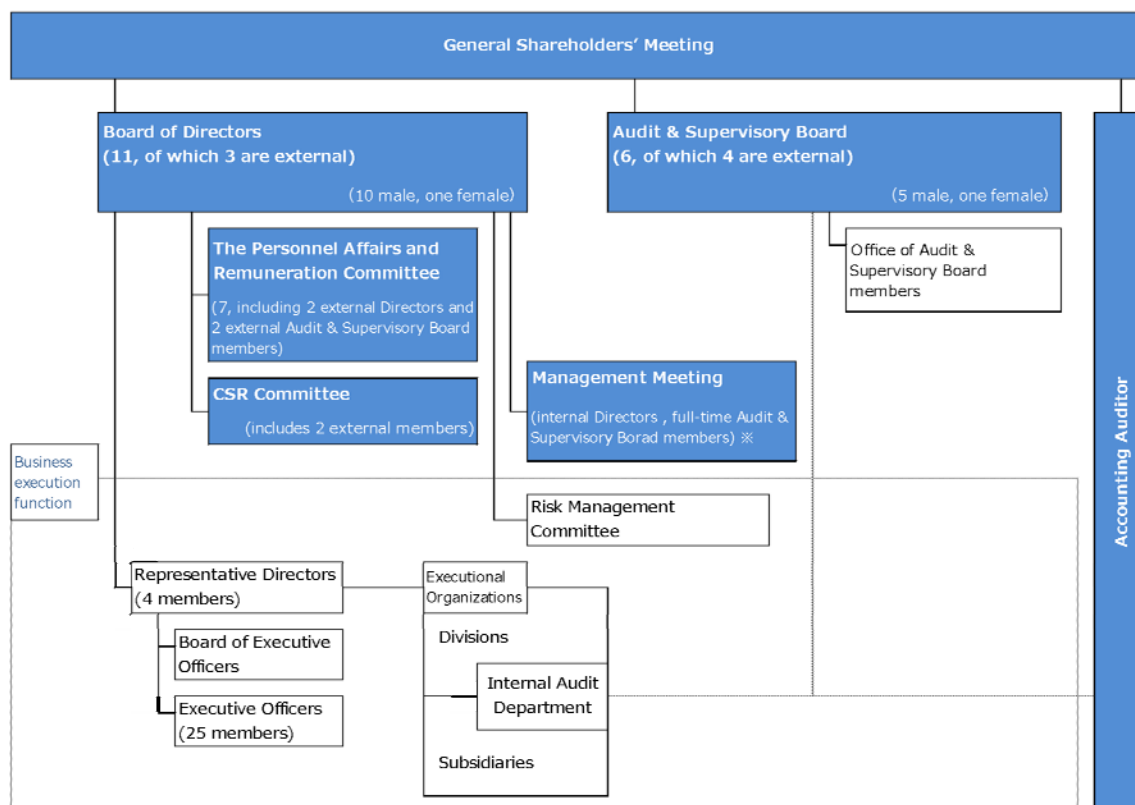 General Shareholders’ Meeting
Board of Directors
(11, of which 3 are external)
(10 male, one female)
Audit & Supervisory Board
(6, of which 4 are external)
(5 male, one female)
The Personnel Affairs and
Remuneration Committee
(7, including 2 external Directors and
2 external Audit & Supervisory Board
members)
Office of Audit &
Supervisory Board
members
CSR Committee
(includes 2 external members)
Management Meeting
(internal Directors , full-time Audit &
Supervisory Borad members) ※
Accounting Auditor
Business
execution
function
Risk Management
Committee
Representative Directors
(4 members)
Executional
Organizations
Board of Executive
Officers
Divisions
Internal Audit
Department
Executive Officers
(25 members)
Subsidiaries